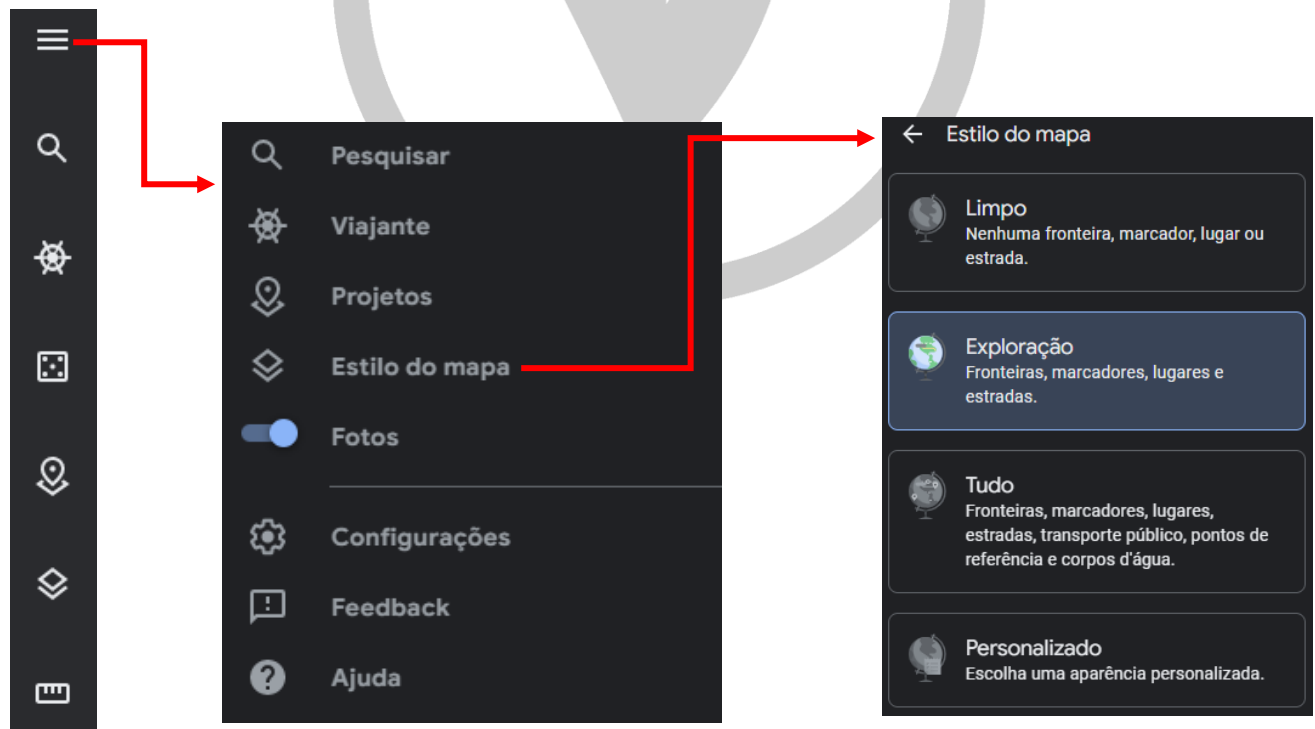 Pesquisar
Viajante
Projetos
Estilo do mapa
Fotos
Configurações
Feedback
Ajuda
Estilo do mapa
Limpo
Nenhuma fronteira, marcador, lugar ou
estrada.
Exploração
Fronteiras, marcadores, lugares e
estradas.
Tudo
Fronteiras, marcadores, lugares,
estradas, transporte público, pontos de
referência e corpos d'água.
Personalizado
Escolha uma aparência personalizada.